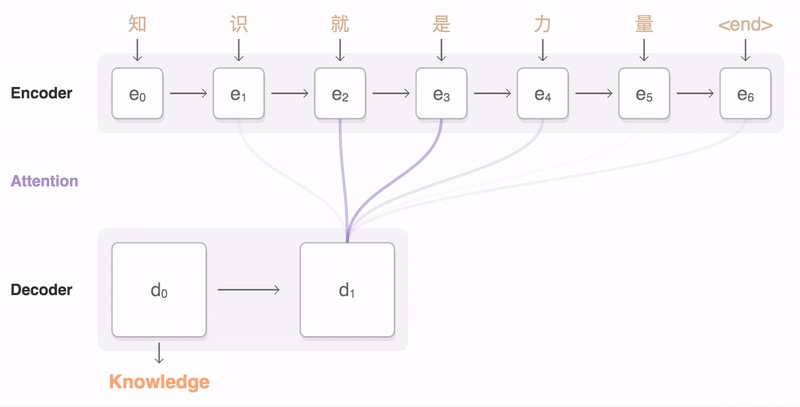 知 识 就 是 力 量 <end>
Encoder e₀ e₁ e₂ e₃ e₄ e₅ e₆
Attention
Decoder d₀ d₁
Knowledge